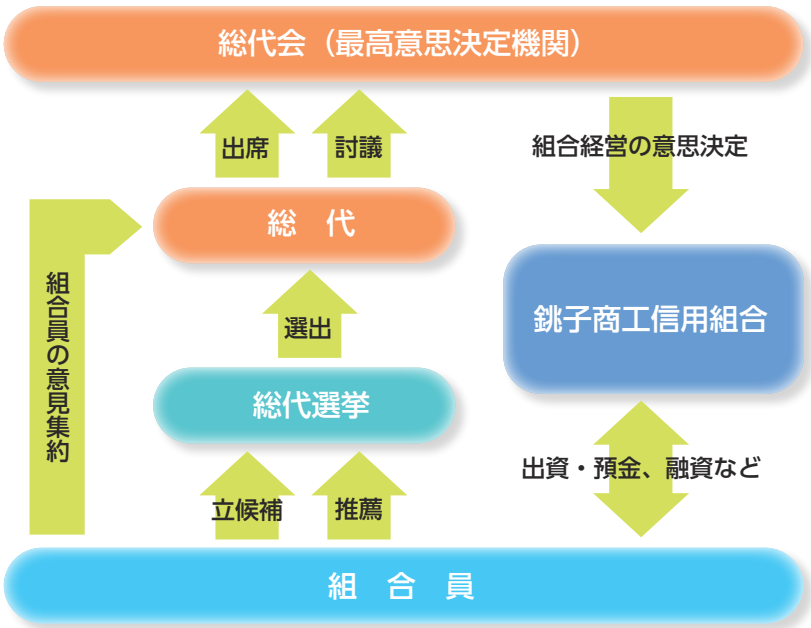 総代会（最高意思決定機関）
出席
討議
組合経営の意思決定
総　代
組合員の意見集約
選出
銚子商工信用組合
総代選挙
出資・預金、融資など
立候補
推薦
組　合　員